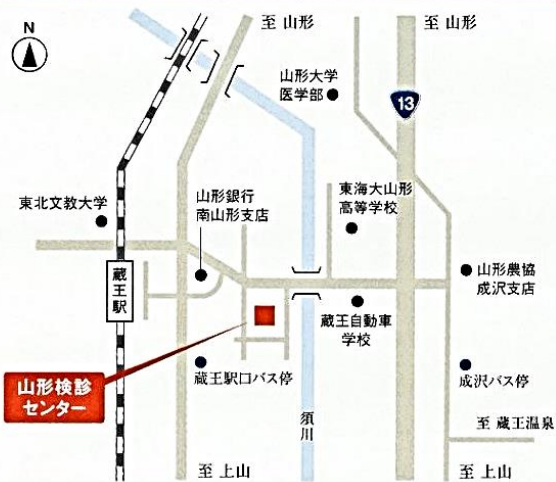 N
至 山形
至 山形
山形大学
医学部
13
東北文教大学
山形銀行
南山形支店
東海大山形
高等学校
蔵王駅
山形農協
成沢支店
蔵王自動車
学校
山形検診
センター
蔵王駅口バス停
成沢バス停
須川
至 蔵王温泉
至 上山
至 上山